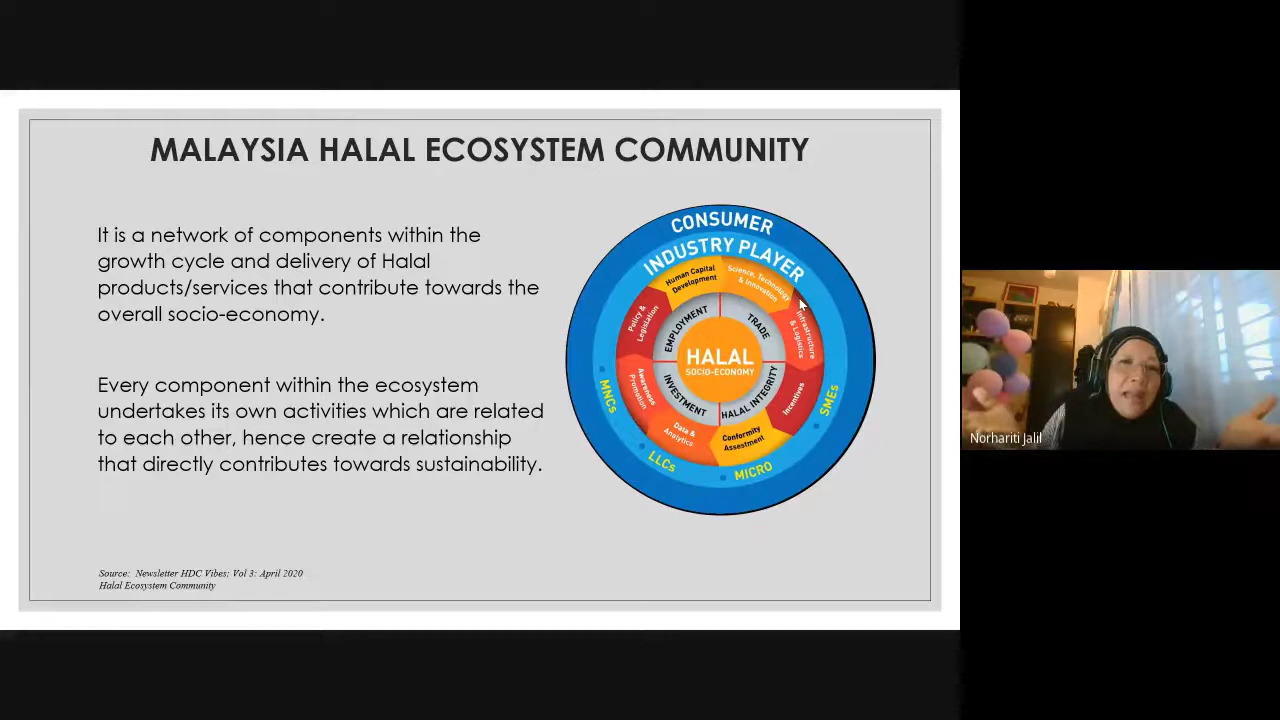 MALAYSIA HALAL ECOSYSTEM COMMUNITY
It is a network of components within the
growth cycle and delivery of Halal
products/services that contribute towards the
overall socio-economy.
Every component within the ecosystem
undertakes its own activities which are related
to each other, hence create a relationship
that directly contributes towards sustainability.
Source: Newsletter HDC Vibes; Vol 3: April 2020
Halal Ecosystem Community
CONSUMER
INDUSTRY PLAYER
Human Capital
Development
Science, Technology
& Innovation
Infrastructure
& Logistics
Incentives
Conformity
Assestment
Data &
Analytics
Awareness
Promotion
Policy &
Legislation
EMPLOYMENT
TRADE
HALAL INTEGRITY
INVESTMENT
HALAL
SOCIO-ECONOMY
MNCs
LLCs
MICRO
SMEs
Norhariti Jalil